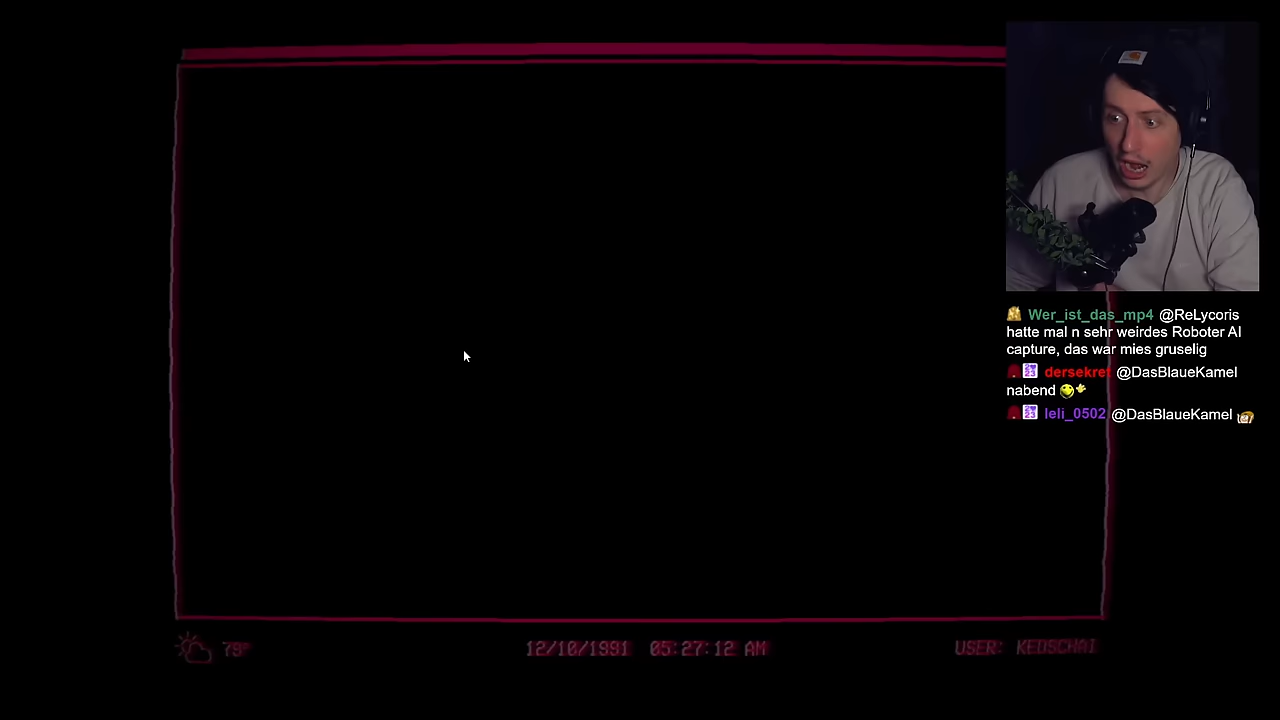 Wer_ist_das_mp4 @ReLycoris
hatte mal n sehr weirdes Roboter AI
capture, das war mies gruselig
dersekret @DasBlaueKamel
nabend
leli_0502 @DasBlaueKamel
79°
12/10/1991 05:27:12 AM
USER: KEDSCHAI